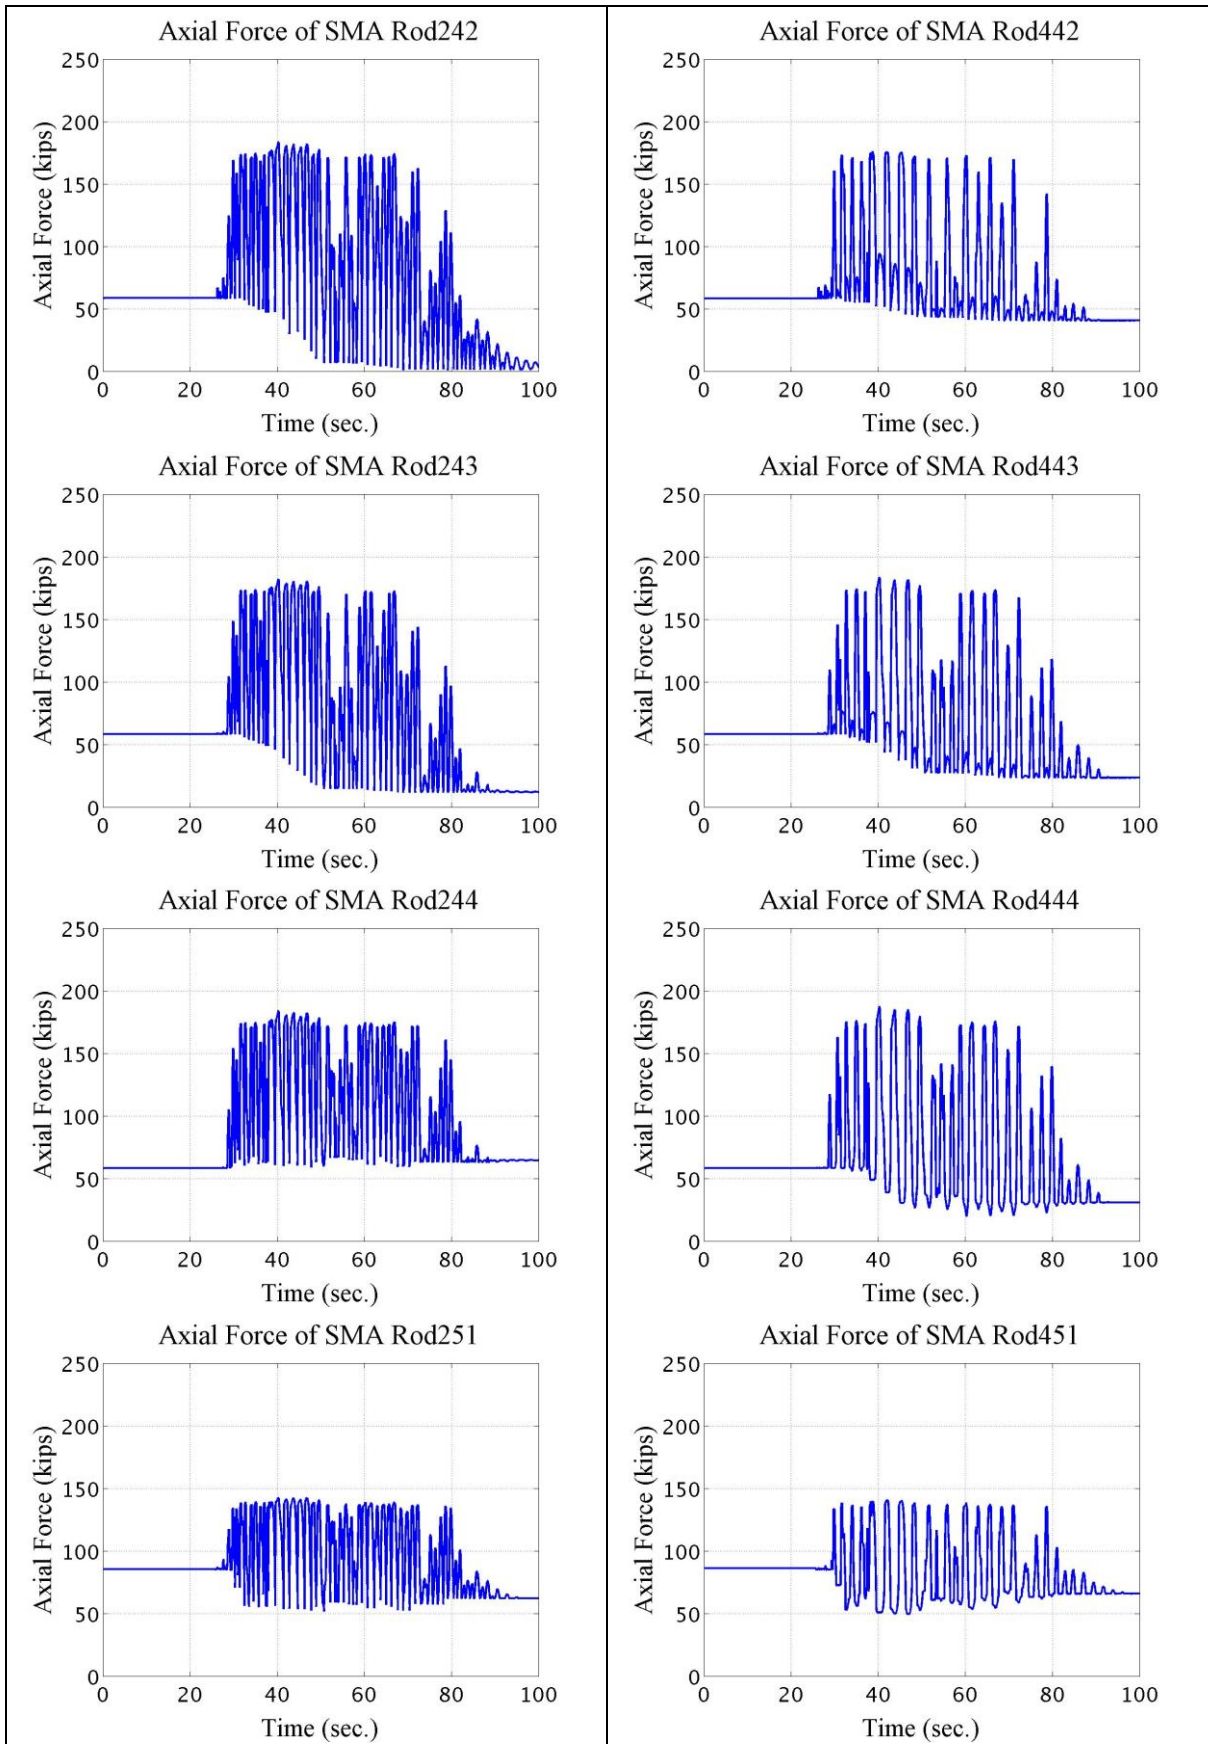 Axial Force of SMA Rod242
250
200
150
100
50
0
Axial Force (kips)
0 20 40 60 80 100
Time (sec.)
Axial Force of SMA Rod442
250
200
150
100
50
0
Axial Force (kips)
0 20 40 60 80 100
Time (sec.)
Axial Force of SMA Rod243
250
200
150
100
50
0
Axial Force (kips)
0 20 40 60 80 100
Time (sec.)
Axial Force of SMA Rod443
250
200
150
100
50
0
Axial Force (kips)
0 20 40 60 80 100
Time (sec.)
Axial Force of SMA Rod244
250
200
150
100
50
0
Axial Force (kips)
0 20 40 60 80 100
Time (sec.)
Axial Force of SMA Rod444
250
200
150
100
50
0
Axial Force (kips)
0 20 40 60 80 100
Time (sec.)
Axial Force of SMA Rod251
250
200
150
100
50
0
Axial Force (kips)
0 20 40 60 80 100
Time (sec.)
Axial Force of SMA Rod451
250
200
150
100
50
0
Axial Force (kips)
0 20 40 60 80 100
Time (sec.)